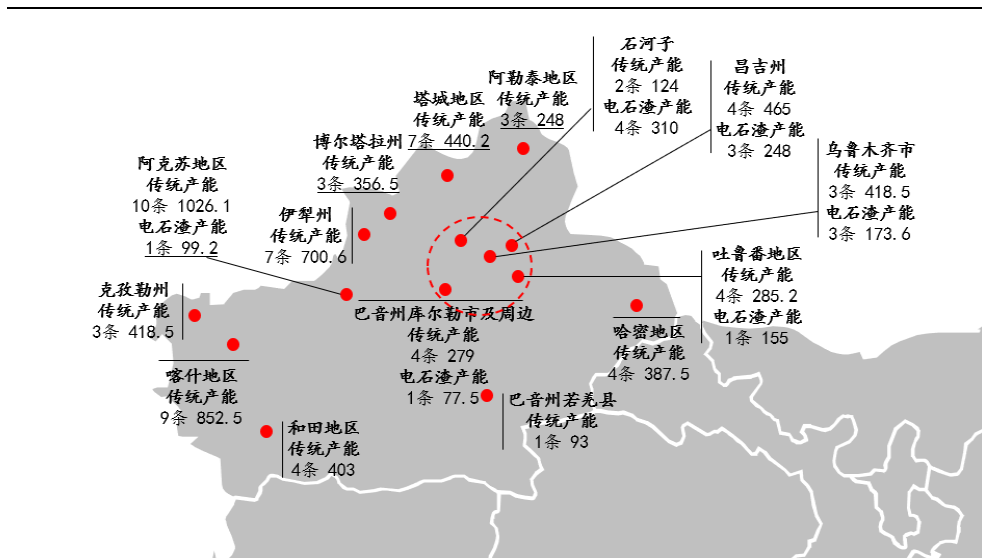 石河子
传统产能
2条 124
电石渣产能
4条 310
昌吉州
传统产能
4条 465
电石渣产能
3条 248
阿勒泰地区
传统产能
3条 248
塔城地区
传统产能
7条 440.2
博尔塔拉州
传统产能
3条 356.5
乌鲁木齐市
传统产能
3条 418.5
电石渣产能
3条 173.6
阿克苏地区
传统产能
10条 1026.1
电石渣产能
1条 99.2
伊犁州
传统产能
7条 700.6
吐鲁番地区
传统产能
4条 285.2
电石渣产能
1条 155
克孜勒州
传统产能
3条 418.5
巴音州库尔勒市及周边
传统产能
4条 279
电石渣产能
1条 77.5
哈密地区
传统产能
4条 387.5
喀什地区
传统产能
9条 852.5
巴音州若羌县
传统产能
1条 93
和田地区
传统产能
4条 403